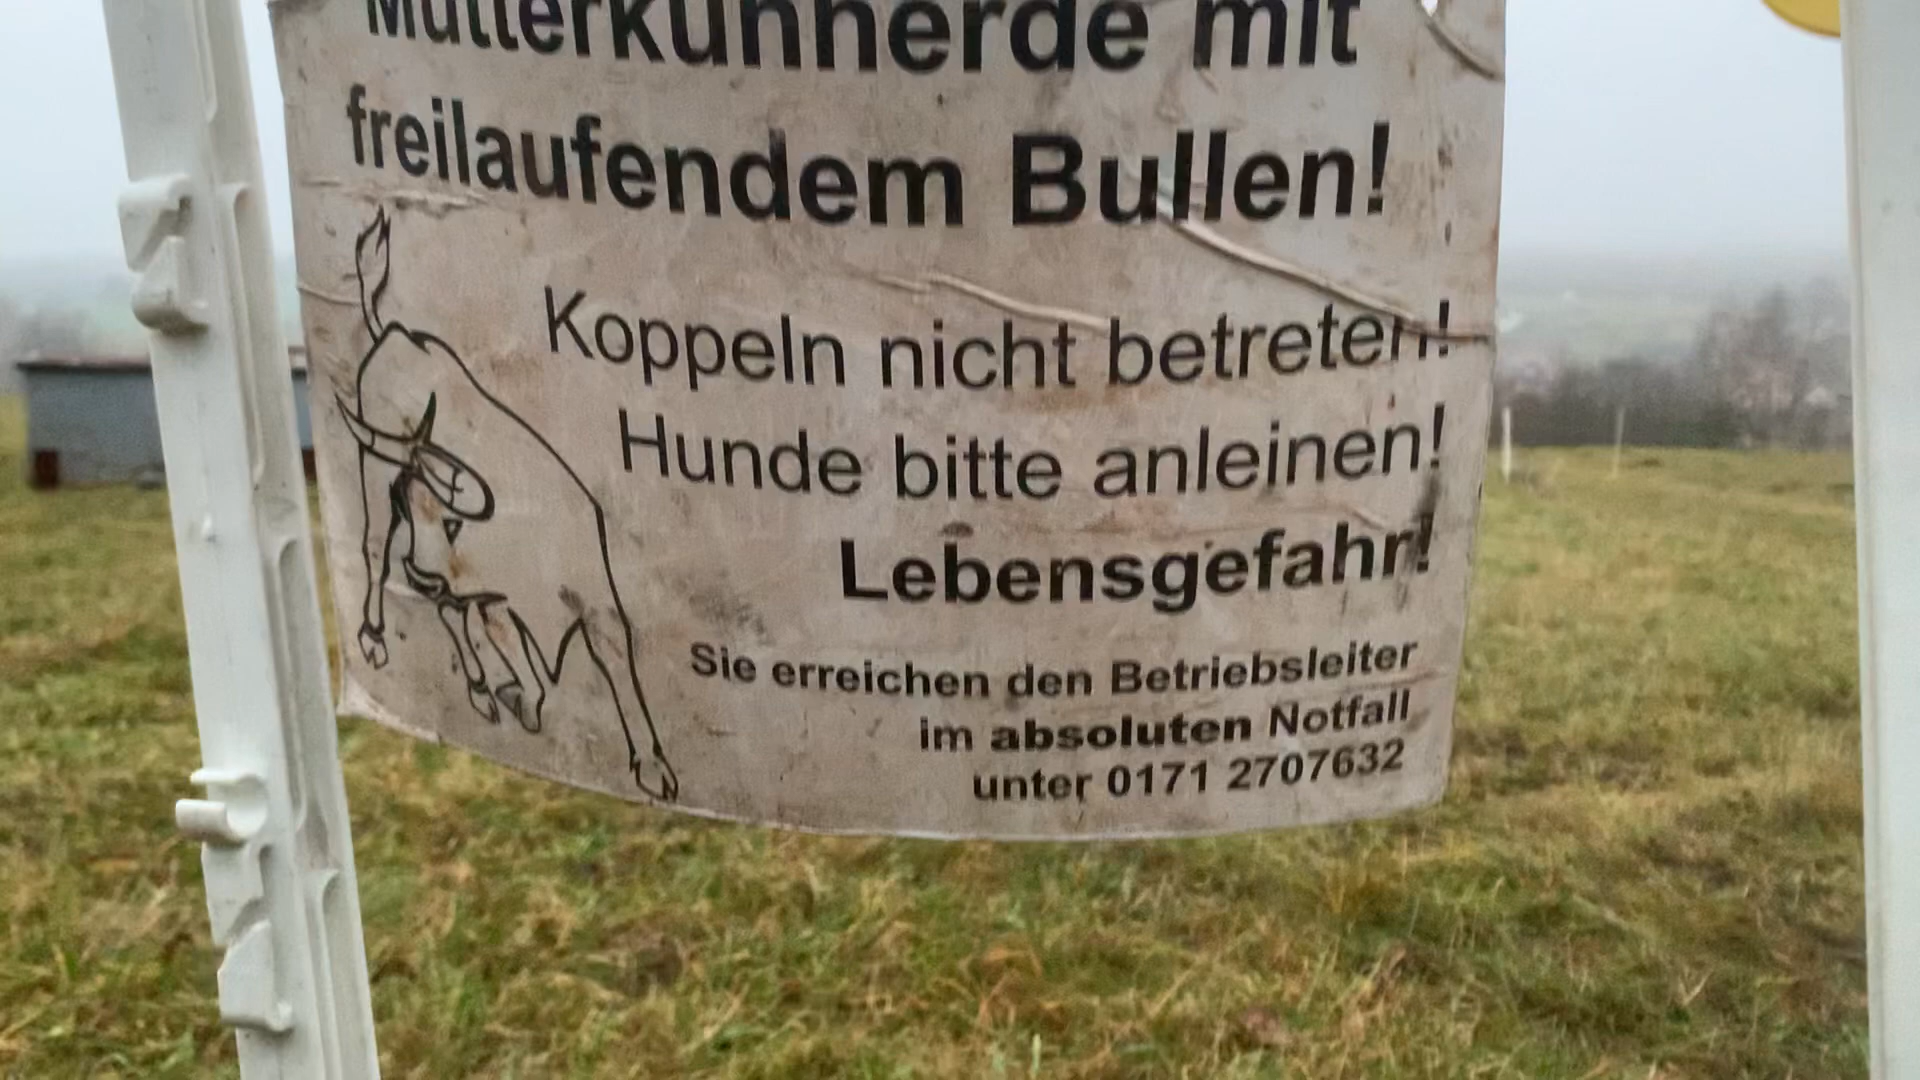 Mutterkuhherde mit
freilaufendem Bullen!
Koppeln nicht betreten!
Hunde bitte anleinen!
Lebensgefahr!
Sie erreichen den Betriebsleiter
im absoluten Notfall
unter 0171 2707632